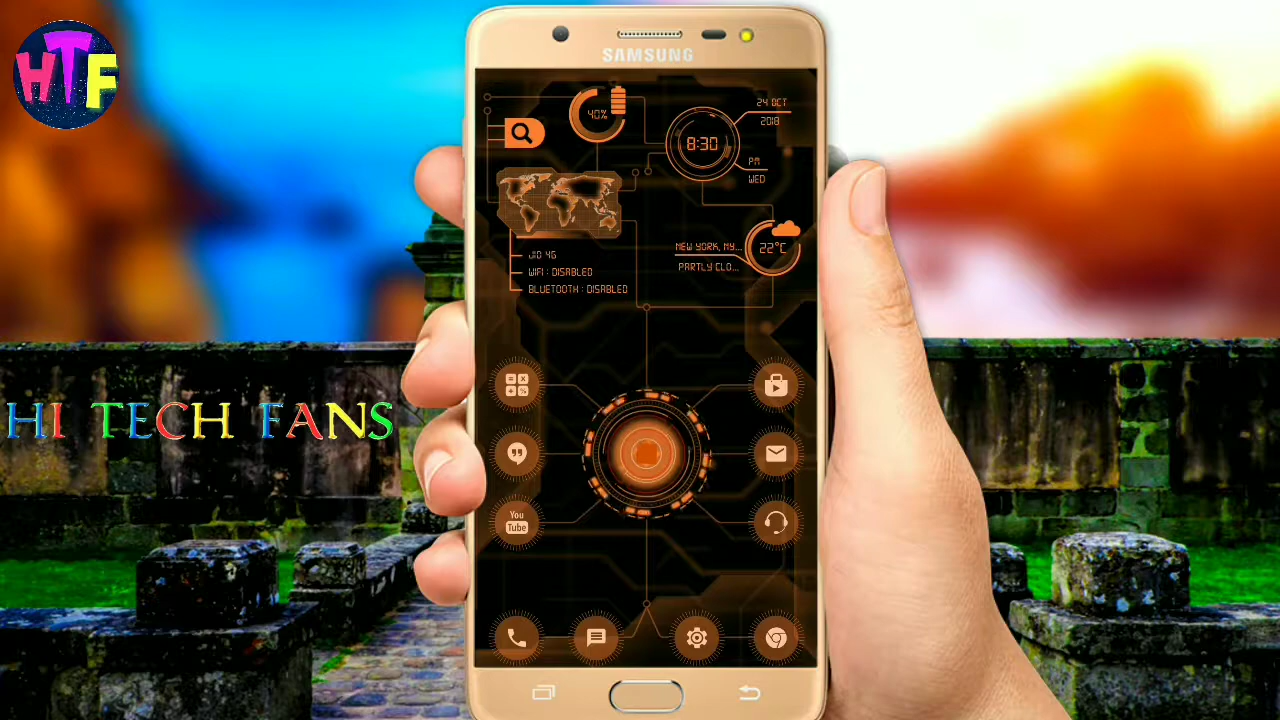 HTF
SAMSUNG
40%
24 OCT
2018
8:30
PM
WED
NEW YORK, NY...
22°C
PARTLY CLO...
JIO 4G
WIFI : DISABLED
BLUETOOTH : DISABLED
HI TECH FANS
You
Tube